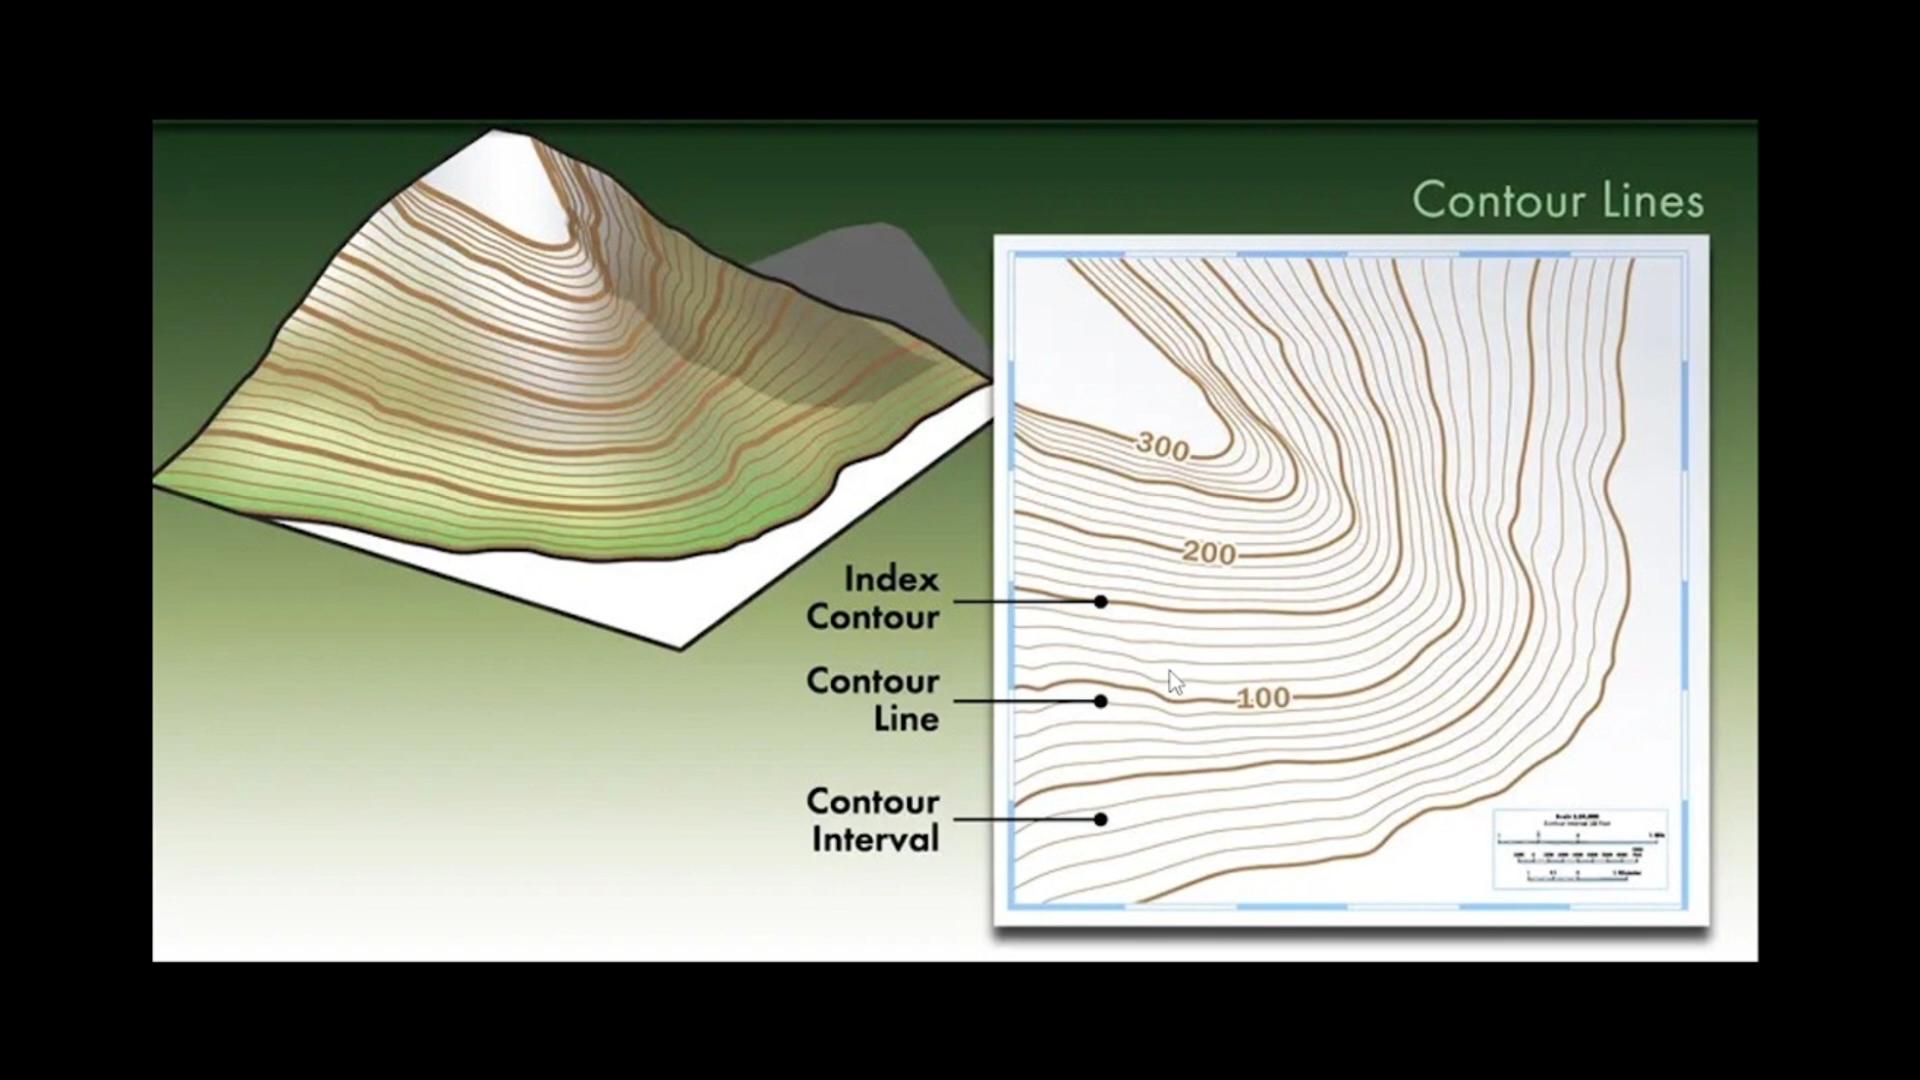 Contour Lines
300
200
Index
Contour
Contour
Line
100
Contour
Interval